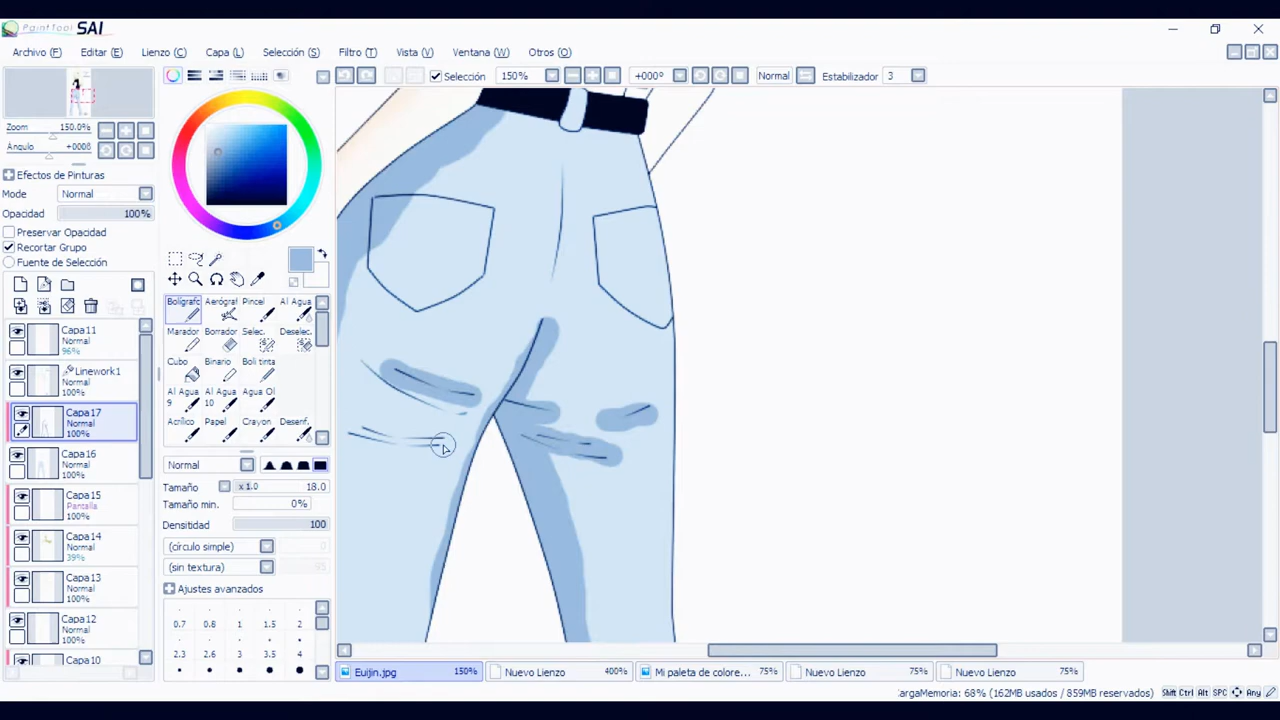 PaintTool SAI
Archivo (F) Editar (E) Lienzo (C) Capa (L) Selección (S) Filtro (T) Vista (V) Ventana (W) Otros (O)
Selección 150% +000° Normal Estabilizador 3
Zoom 150.0%
Ángulo
Efectos de Pinturas
Mode Normal
Opacidad 100%
Preservar Opacidad
Recortar Grupo
Fuente de Selección
Capa11
Normal
96%
Linework1
Normal
100%
Capa17
Normal
100%
Capa16
Normal
100%
Capa15
Pantalla
100%
Capa14
Normal
39%
Capa13
Normal
100%
Capa12
Normal
100%
Capa10
Bolígrafc Aerógraf Pincel Al Agua
Marador Borrador Selec. Deselec.
Cubo Binario Boli tinta
Al Agua 9 Al Agua 10 Agua Ol
Acrílico Papel Crayon Desenf.
Normal
Tamaño x1.0 18.0
Tamaño min. 0%
Densitidad 100
(círculo simple)
(sin textura)
Ajustes avanzados
0.7 0.8 1 1.5 2
2.3 2.6 3 3.5 4
Euijin.jpg 150% Nuevo Lienzo 400% Mi paleta de colore... 75% Nuevo Lienzo 75% Nuevo Lienzo 75%
argaMemoria: 68% (162MB usados / 859MB reservados) Shift Ctrl Alt SPC Any